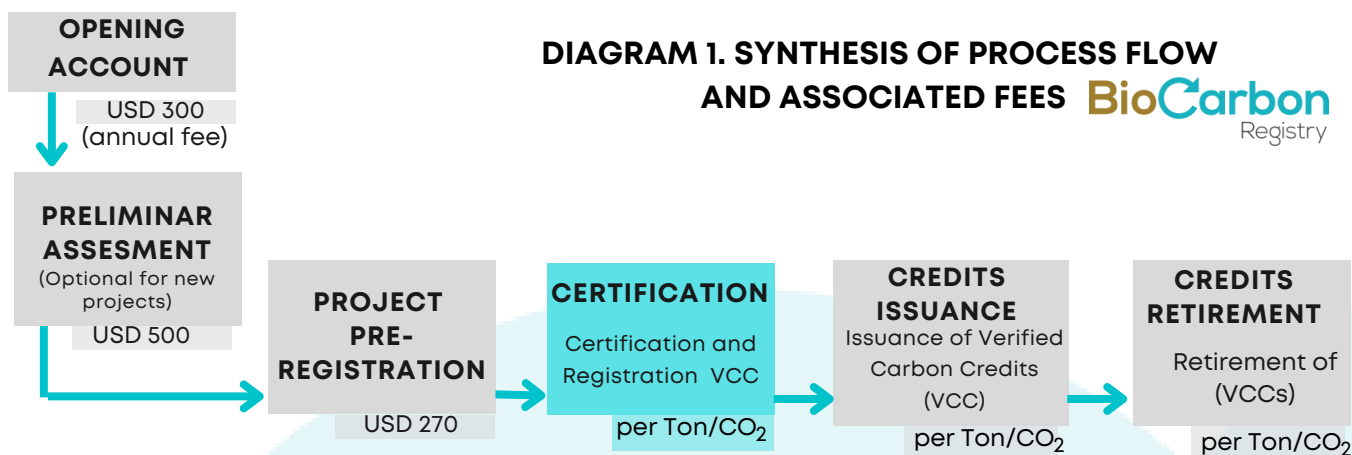 OPENING
ACCOUNT
USD 300
(annual fee)
DIAGRAM 1. SYNTHESIS OF PROCESS FLOW
AND ASSOCIATED FEES
BioCarbon
Registry
PRELIMINAR
ASSESMENT
(Optional for new
projects)
USD 500
PROJECT
PRE-
REGISTRATION
USD 270
CERTIFICATION
Certification and
Registration VCC
per Ton/CO2
CREDITS
ISSUANCE
Issuance of Verified
Carbon Credits
(VCC)
per Ton/CO2
CREDITS
RETIREMENT
Retirement of
(VCCs)
per Ton/CO2